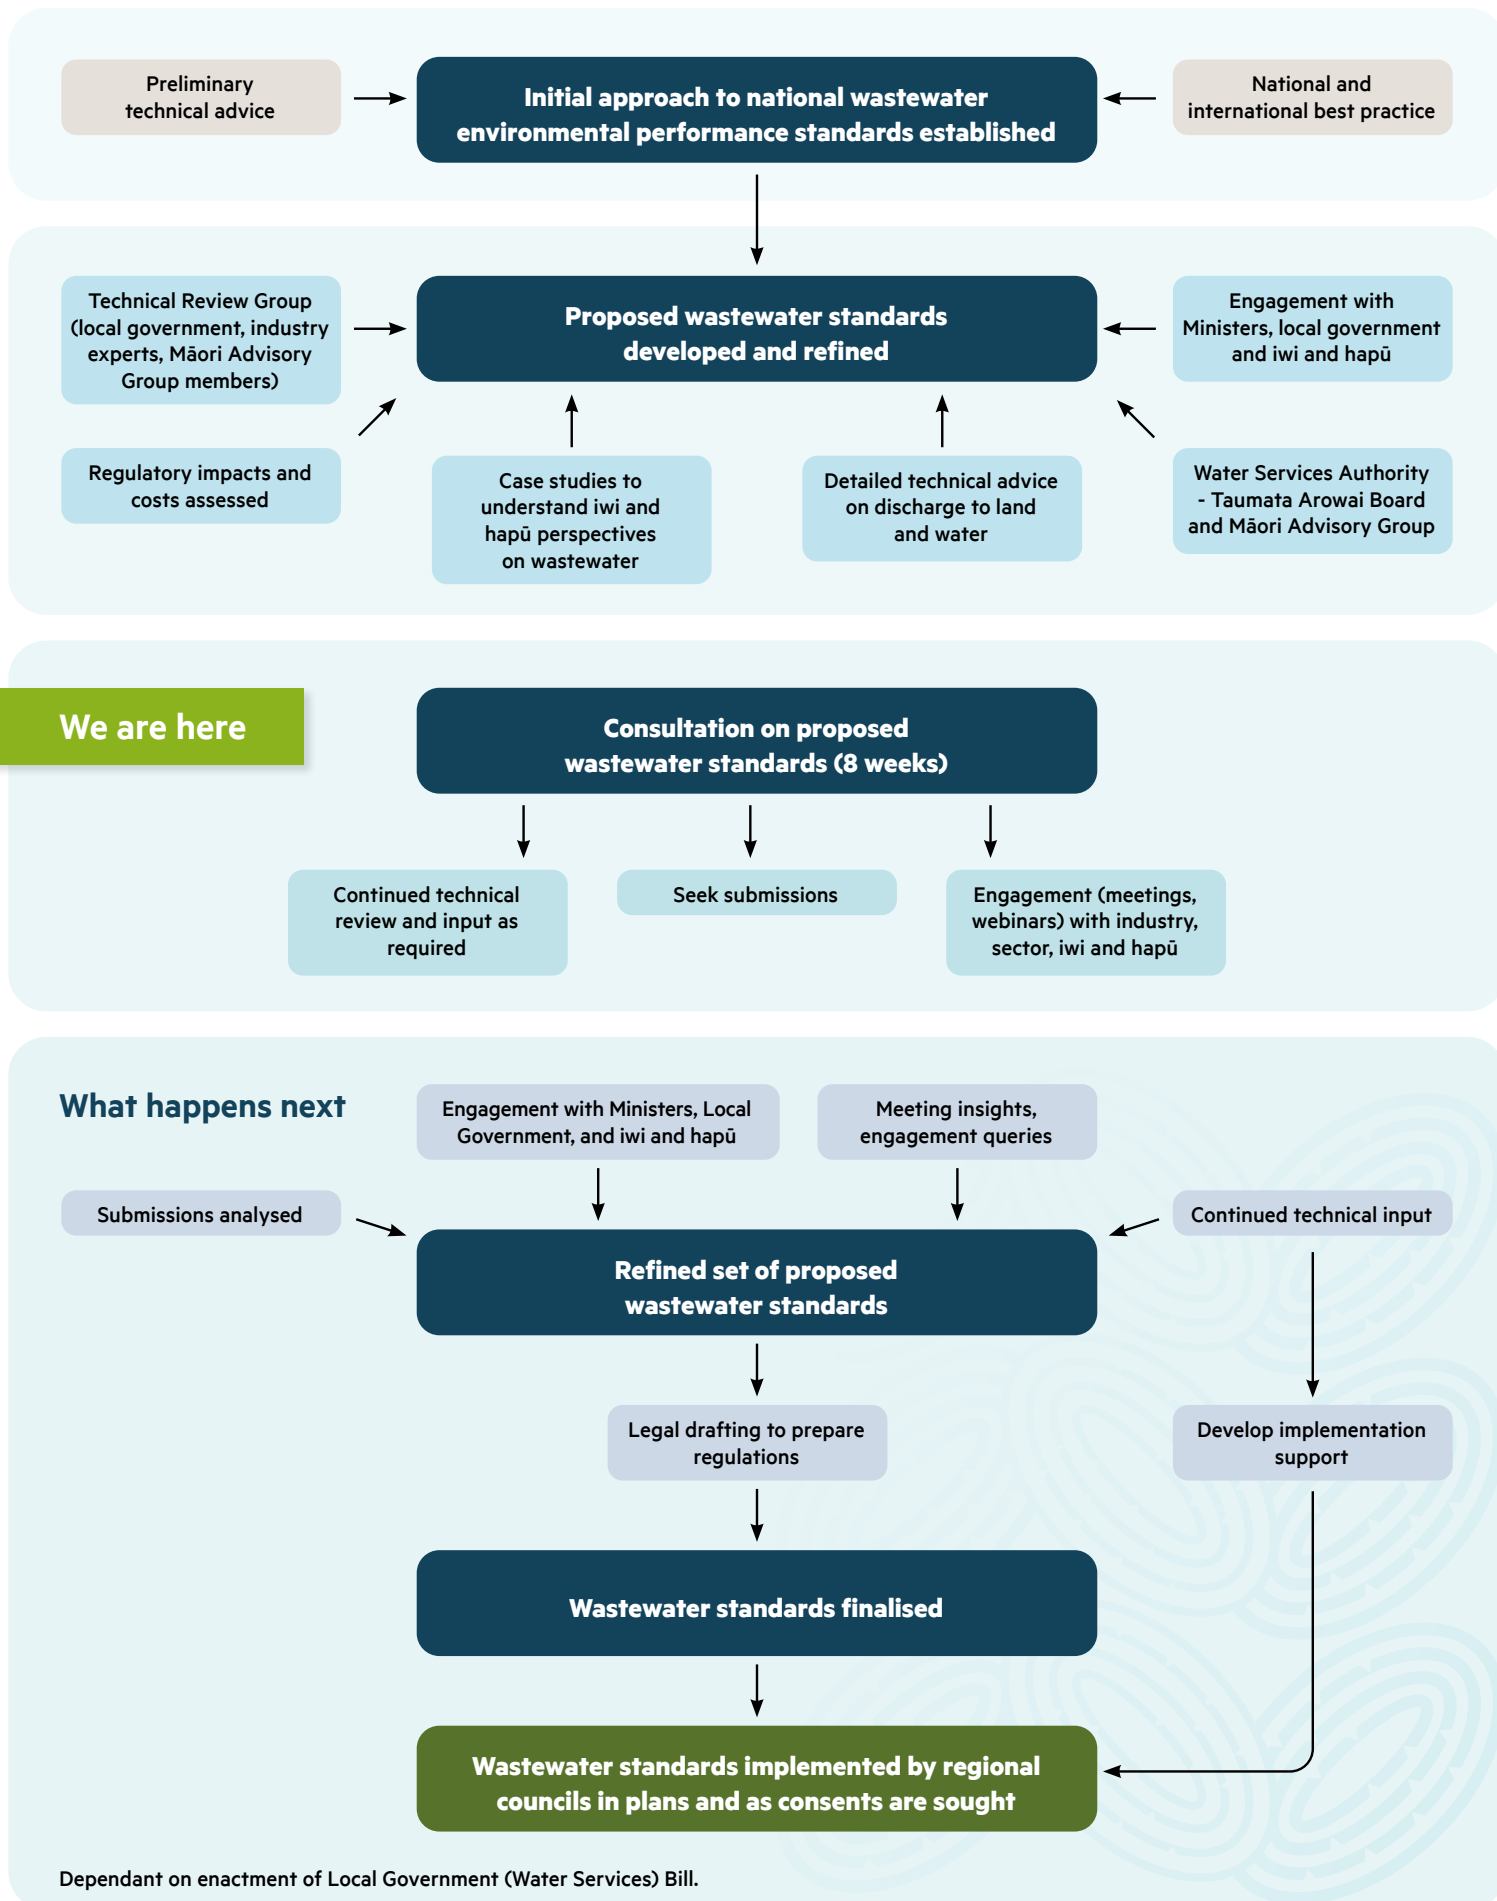 Preliminary
technical advice
Initial approach to national wastewater
environmental performance standards established
National and
international best practice
Technical Review Group
(local government, industry
experts, Māori Advisory
Group members)
Proposed wastewater standards
developed and refined
Engagement with
Ministers, local government
and iwi and hapū
Regulatory impacts and
costs assessed
Case studies to
understand iwi and
hapū perspectives
on wastewater
Detailed technical advice
on discharge to land
and water
Water Services Authority
- Taumata Arowai Board
and Māori Advisory Group
We are here
Consultation on proposed
wastewater standards (8 weeks)
Continued technical
review and input as
required
Seek submissions
Engagement (meetings,
webinars) with industry,
sector, iwi and hapū
What happens next
Engagement with Ministers, Local
Government, and iwi and hapū
Meeting insights,
engagement queries
Submissions analysed
Continued technical input
Refined set of proposed
wastewater standards
Legal drafting to prepare
regulations
Develop implementation
support
Wastewater standards finalised
Wastewater standards implemented by regional
councils in plans and as consents are sought
Dependant on enactment of Local Government (Water Services) Bill.